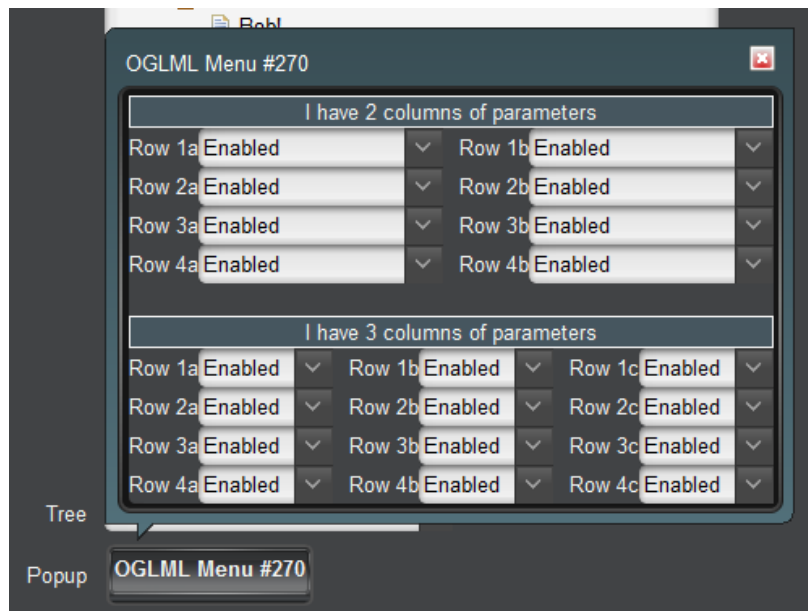 Bob!
OGLML Menu #270
I have 2 columns of parameters
Row 1a Enabled Row 1b Enabled
Row 2a Enabled Row 2b Enabled
Row 3a Enabled Row 3b Enabled
Row 4a Enabled Row 4b Enabled
I have 3 columns of parameters
Row 1a Enabled Row 1b Enabled Row 1c Enabled
Row 2a Enabled Row 2b Enabled Row 2c Enabled
Row 3a Enabled Row 3b Enabled Row 3c Enabled
Row 4a Enabled Row 4b Enabled Row 4c Enabled
Tree
Popup OGLML Menu #270